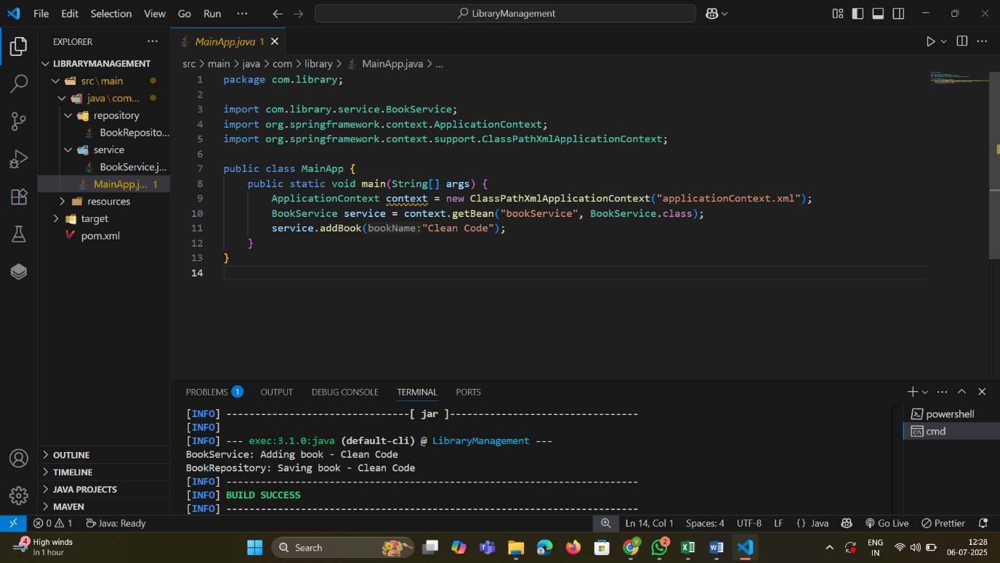 File Edit Selection View Go Run ... LibraryManagement
EXPLORER ...
LIBRARYMANAGEMENT
src\main
java\com...
repository
BookReposito...
service
BookService.j...
MainApp.j... 1
resources
target
pom.xml
OUTLINE
TIMELINE
JAVA PROJECTS
MAVEN
MainApp.java 1
src > main > java > com > library > MainApp.java > ...
1 package com.library;
2
3 import com.library.service.BookService;
4 import org.springframework.context.ApplicationContext;
5 import org.springframework.context.support.ClassPathXmlApplicationContext;
6
7 public class MainApp {
8 public static void main(String[] args) {
9 ApplicationContext context = new ClassPathXmlApplicationContext("applicationContext.xml");
10 BookService service = context.getBean("bookService", BookService.class);
11 service.addBook(bookName:"Clean Code");
12 }
13 }
14
PROBLEMS 1 OUTPUT DEBUG CONSOLE TERMINAL PORTS
[INFO] --------------------------------[ jar ]---------------------------------
[INFO]
[INFO] --- exec:3.1.0:java (default-cli) @ LibraryManagement ---
BookService: Adding book - Clean Code
BookRepository: Saving book - Clean Code
[INFO] ------------------------------------------------------------------------
[INFO] BUILD SUCCESS
[INFO] ------------------------------------------------------------------------
powershell
cmd
0 1 Java: Ready Ln 14, Col 1 Spaces: 4 UTF-8 LF {} Java Go Live Prettier
4 High winds
In 1 hour
Search
V
2
ENG
IN
12:28
06-07-2025